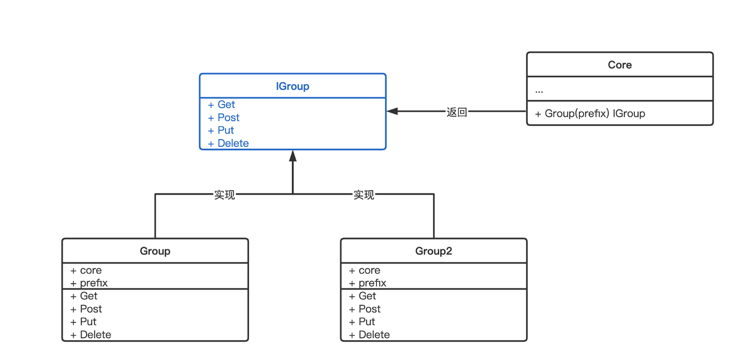 Core
...
+ Group(prefix) IGroup
IGroup
+ Get
+ Post
+ Put
+ Delete
返回
实现
实现
Group
+ core
+ prefix
+ Get
+ Post
+ Put
+ Delete
Group2
+ core
+ prefix
+ Get
+ Post
+ Put
+ Delete